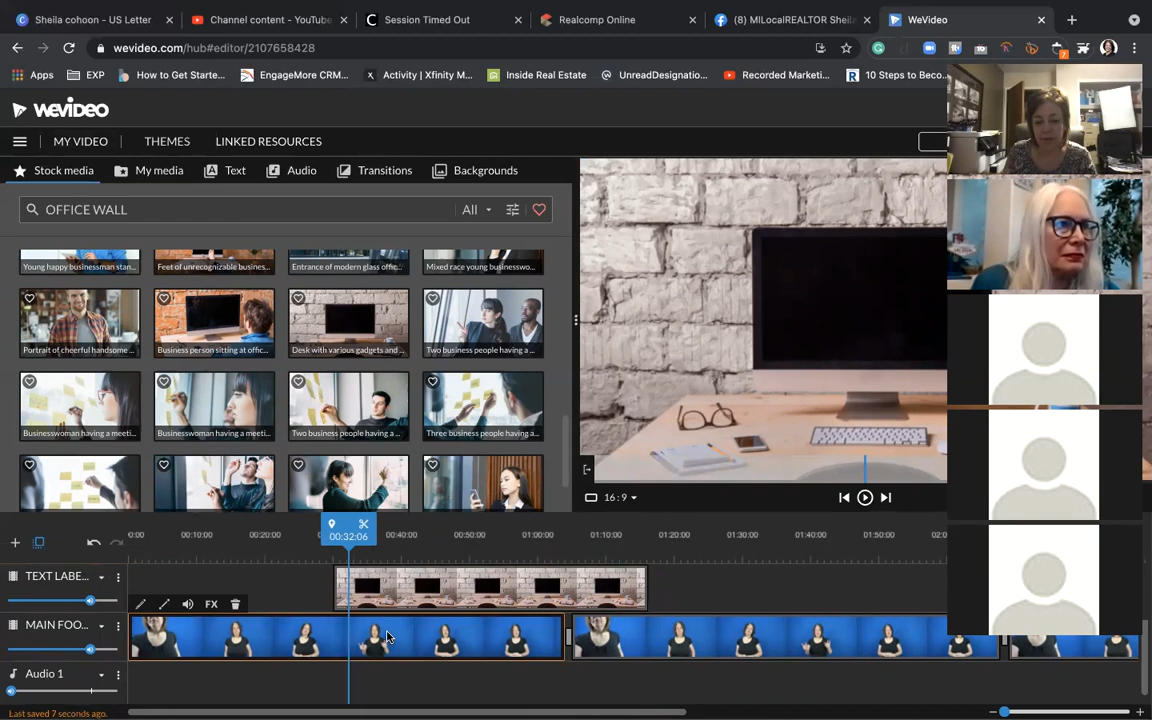 Sheila cohoon - US Letter
Channel content - YouTube
Session Timed Out
Realcomp Online
(8) MILocalREALTOR Sheila
WeVideo
wevideo.com/hub#editor/2107658428
Apps
EXP
How to Get Starte...
EngageMore CRM...
Activity | Xfinity M...
Inside Real Estate
UnreadDesignatio...
Recorded Marketi...
10 Steps to Beco...
WEVIDEO
MY VIDEO
THEMES
LINKED RESOURCES
Stock media
My media
Text
Audio
Transitions
Backgrounds
OFFICE WALL
All
Young happy businessman stan...
Feet of unrecognizable busines...
Entrance of modern glass offic...
Mixed race young businesswo...
Portrait of cheerful handsome ...
Business person sitting at offic...
Desk with various gadgets and...
Two business people having a ...
Businesswoman having a meeti...
Businesswoman having a meeti...
Two business people having a ...
Three business people having a...
16:9
00:32:06
0:00
00:10:00
00:20:00
00:40:00
00:50:00
01:00:00
01:10:00
01:20:00
01:30:00
01:40:00
01:50:00
02:0
TEXT LABE...
FX
MAIN FOO...
Audio 1
Last saved 7 seconds ago.